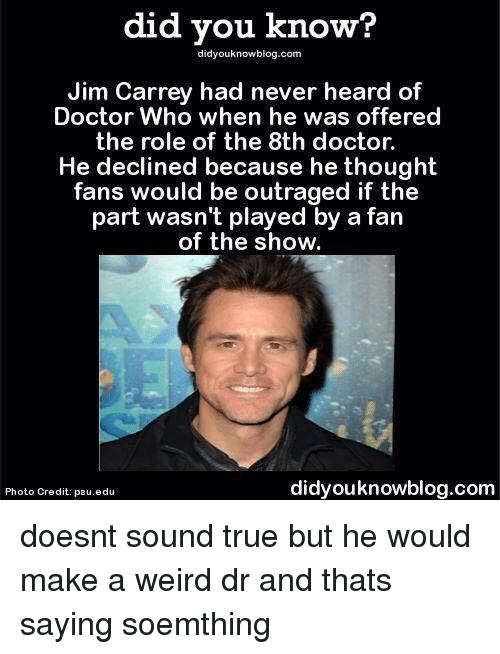 did you know?
didyouknowblog.com
Jim Carrey had never heard of
Doctor Who when he was offered
the role of the 8th doctor.
He declined because he thought
fans would be outraged if the
part wasn't played by a fan
of the show.
Photo Credit: psu.edu
didyouknowblog.com
doesnt sound true but he would
make a weird dr and thats
saying soemthing